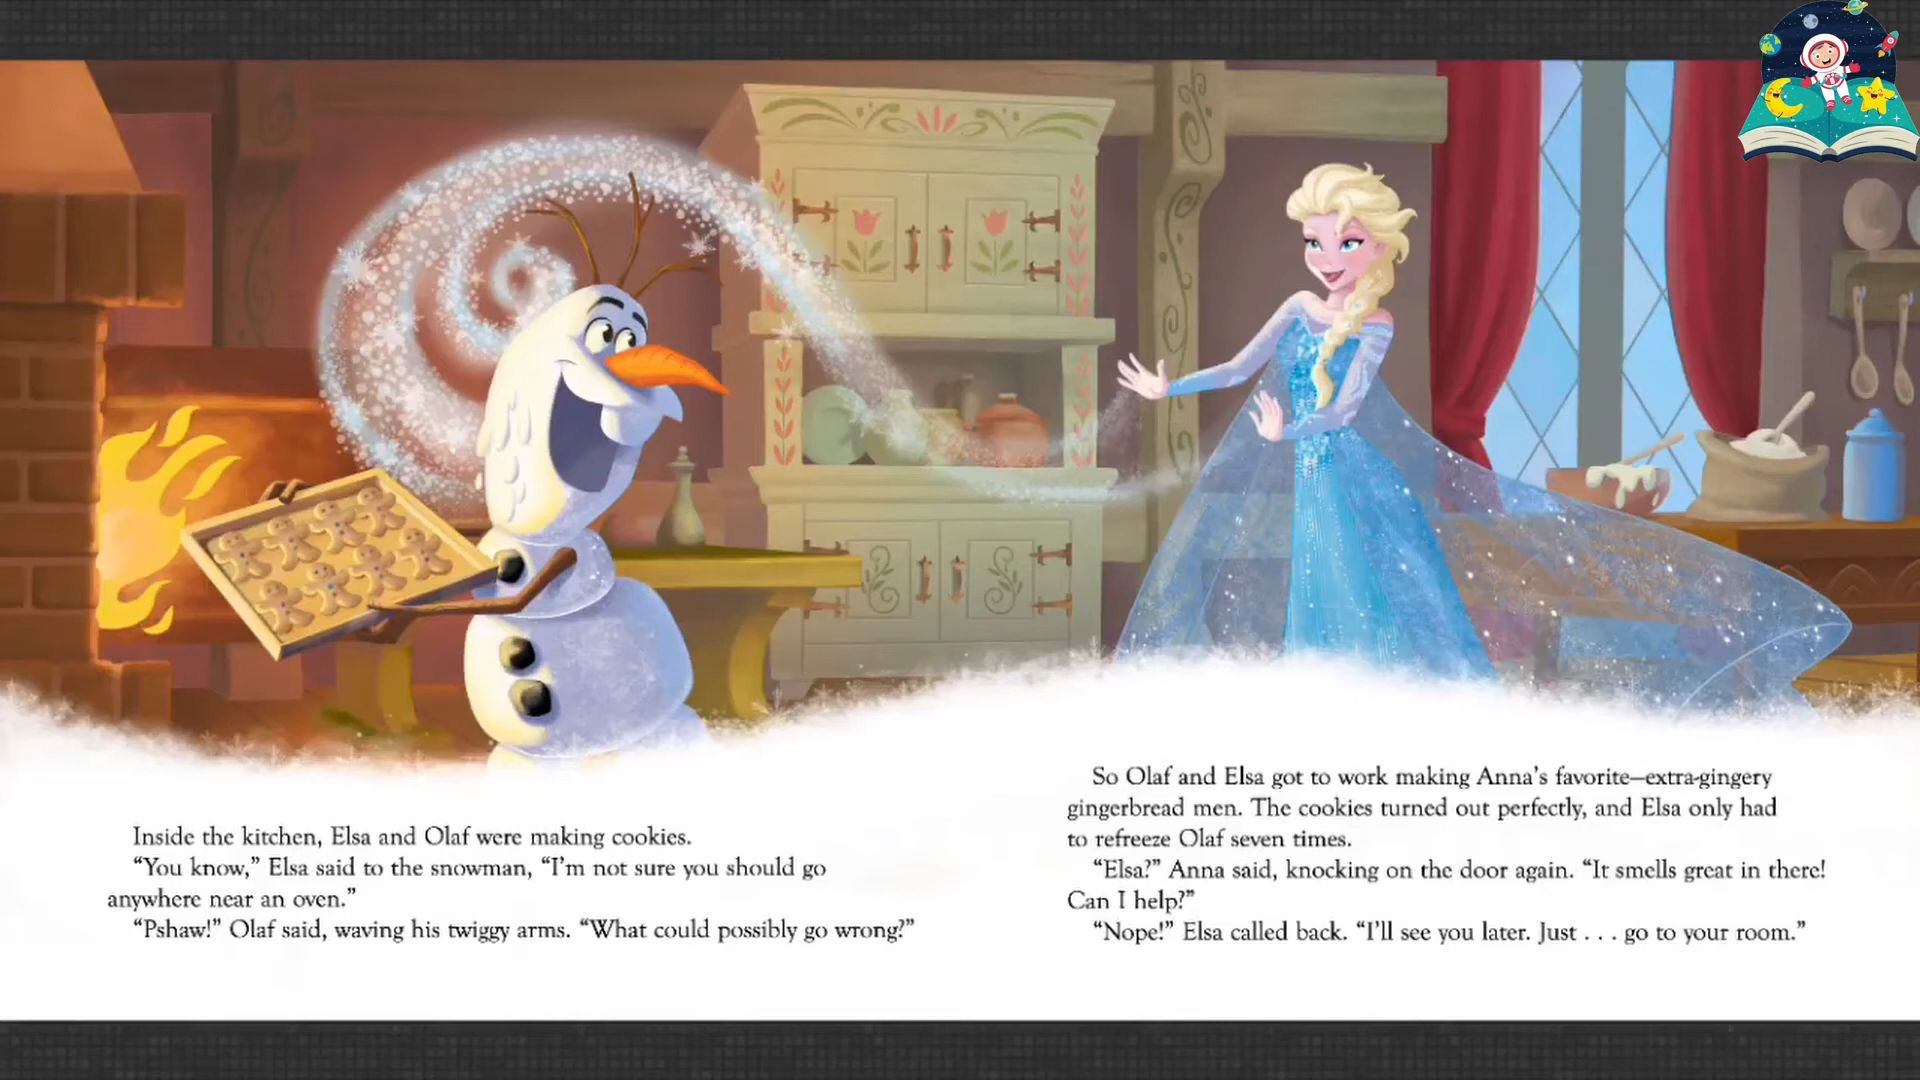 Inside the kitchen, Elsa and Olaf were making cookies.
“You know,” Elsa said to the snowman, “I’m not sure you should go
anywhere near an oven.”
“Pshaw!” Olaf said, waving his twiggy arms. “What could possibly go wrong?”
So Olaf and Elsa got to work making Anna’s favorite—extra-gingery
gingerbread men. The cookies turned out perfectly, and Elsa only had
to refreeze Olaf seven times.
“Elsa?” Anna said, knocking on the door again. “It smells great in there!
Can I help?”
“Nope!” Elsa called back. “I’ll see you later. Just . . . go to your room.”